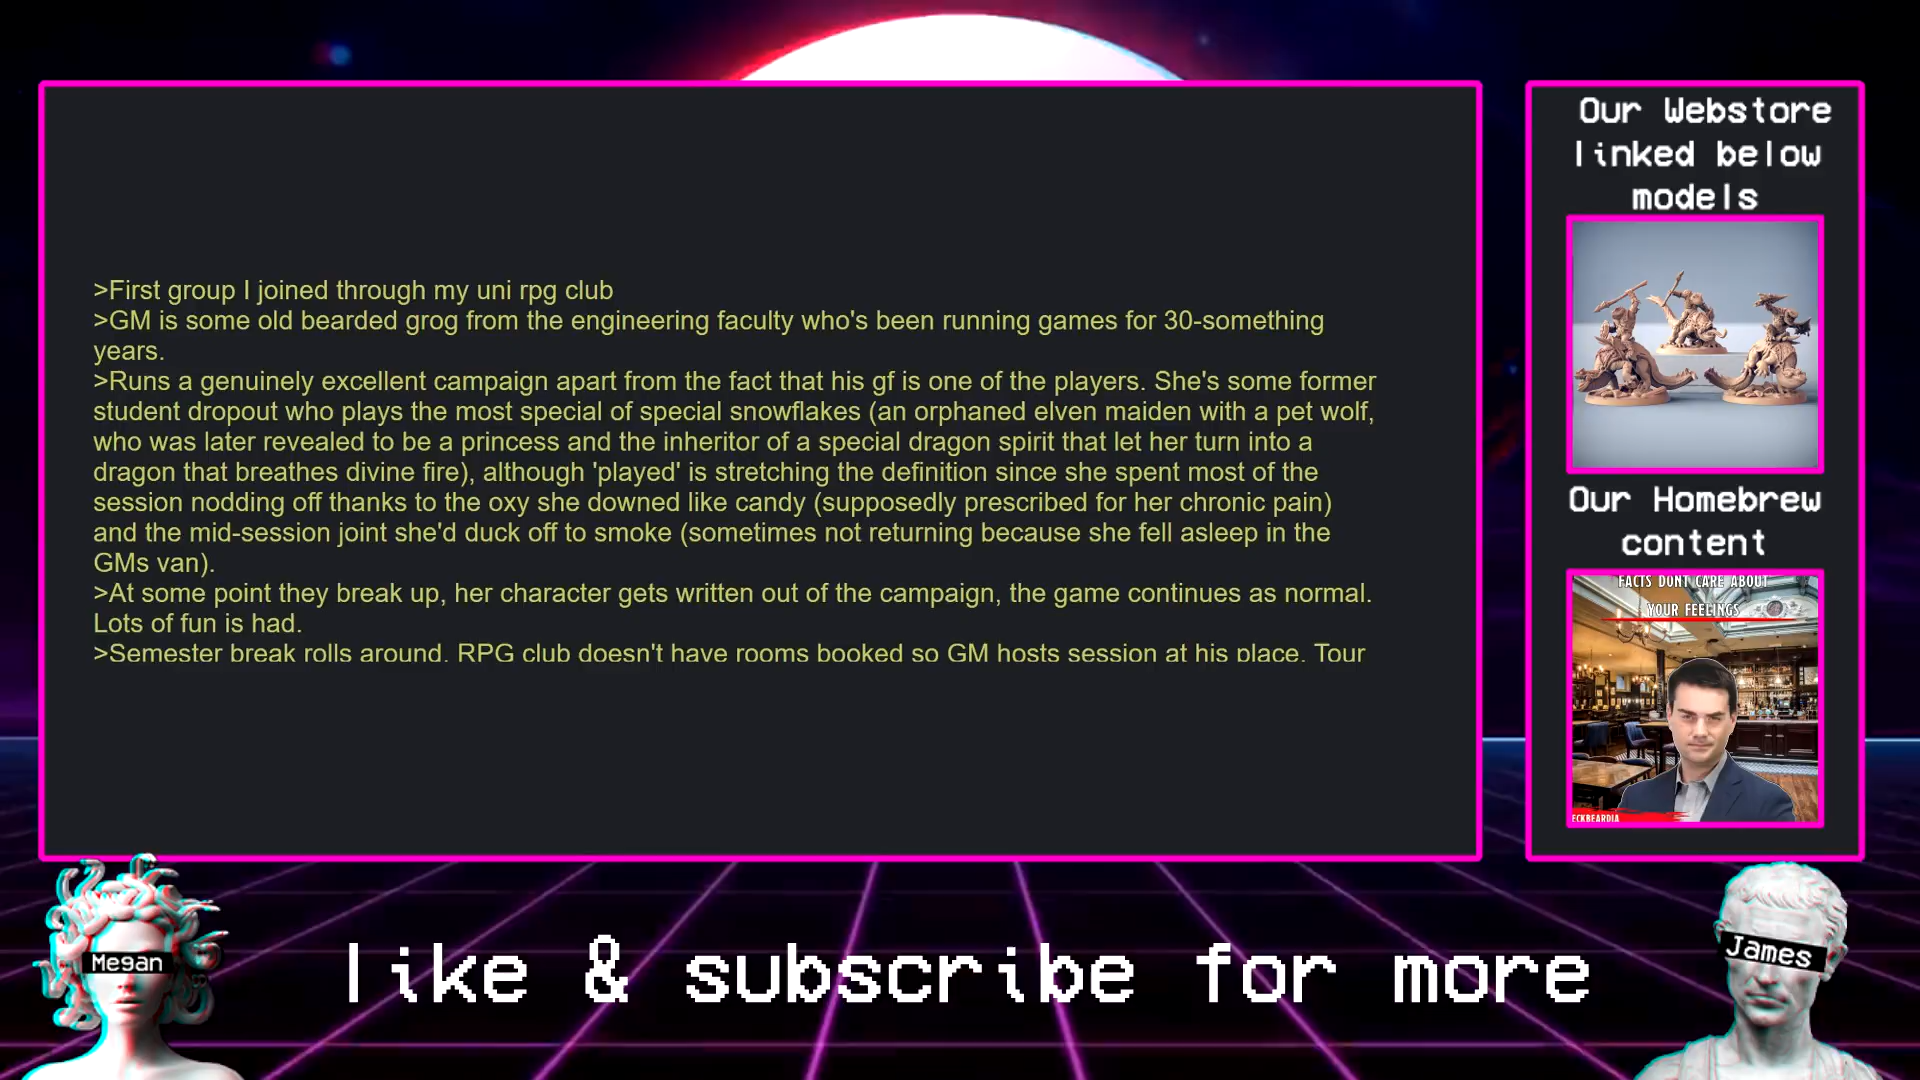 >First group I joined through my uni rpg club
>GM is some old bearded grog from the engineering faculty who's been running games for 30-something
years.
>Runs a genuinely excellent campaign apart from the fact that his gf is one of the players. She's some former
student dropout who plays the most special of special snowflakes (an orphaned elven maiden with a pet wolf,
who was later revealed to be a princess and the inheritor of a special dragon spirit that let her turn into a
dragon that breathes divine fire), although 'played' is stretching the definition since she spent most of the
session nodding off thanks to the oxy she downed like candy (supposedly prescribed for her chronic pain)
and the mid-session joint she'd duck off to smoke (sometimes not returning because she fell asleep in the
GMs van).
>At some point they break up, her character gets written out of the campaign, the game continues as normal.
Lots of fun is had.
>Semester break rolls around. RPG club doesn't have rooms booked so GM hosts session at his place. Tour
Our Webstore
linked below
models
Our Homebrew
content
FACTS DONT CARE ABOUT
YOUR FEELINGS
ECKBEARDIA
Megan
like & subscribe for more
James